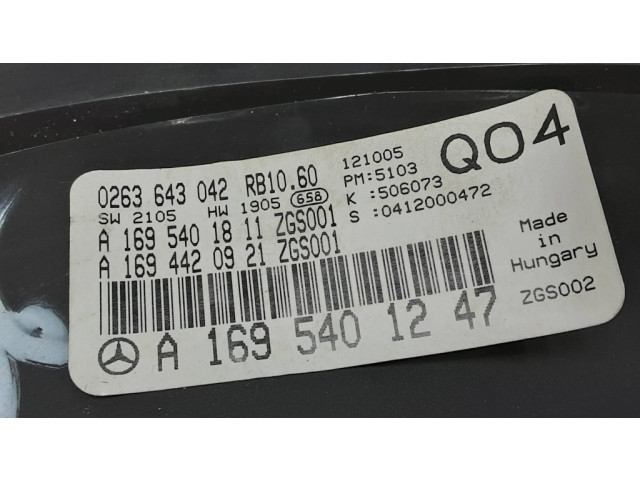 0263 643 042 RB10.60
SW 2105 HW 1905 658
A 169 540 18 11 ZGS001
A 169 442 09 21 ZGS001
121005
PM:5103
K :506073
S :0412000472
Q04
Made
in
Hungary
ZGS002
A 169 540 12 47